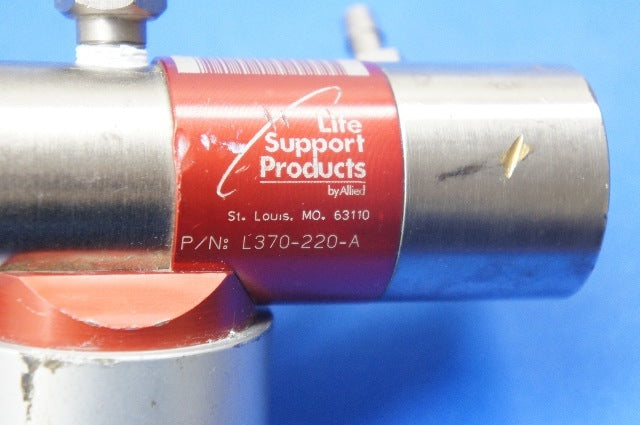 Life
Support
Products
by Allied
St. Louis, MO. 63110
P/N: L370-220-A